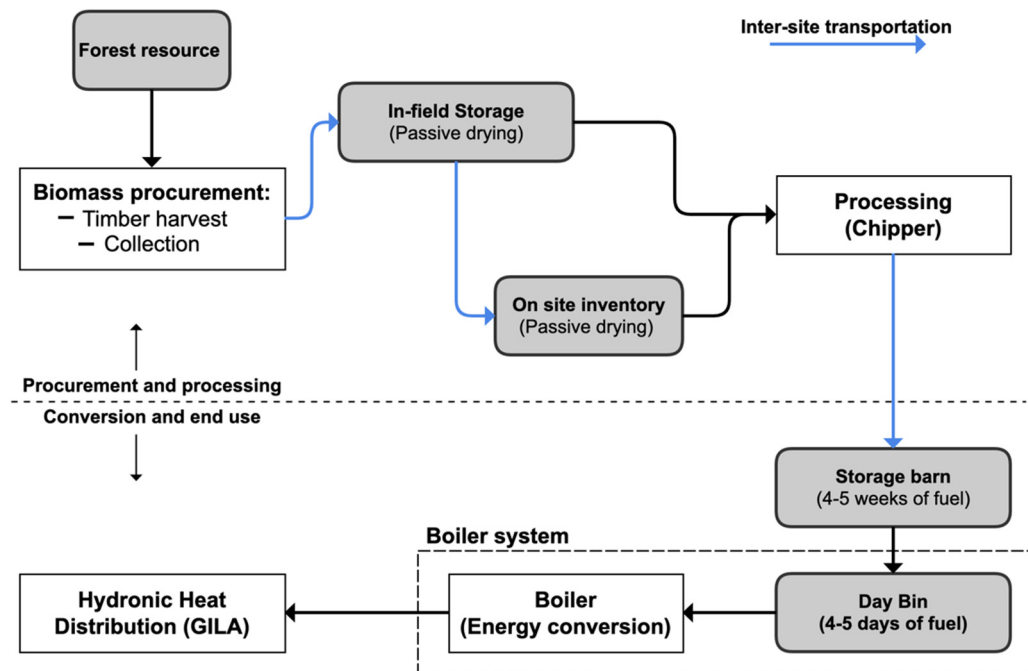 Forest resource
Inter-site transportation
In-field Storage
(Passive drying)
Biomass procurement:
– Timber harvest
– Collection
Processing
(Chipper)
On site inventory
(Passive drying)
Procurement and processing
Conversion and end use
Storage barn
(4-5 weeks of fuel)
Boiler system
Hydronic Heat
Distribution (GILA)
Boiler
(Energy conversion)
Day Bin
(4-5 days of fuel)